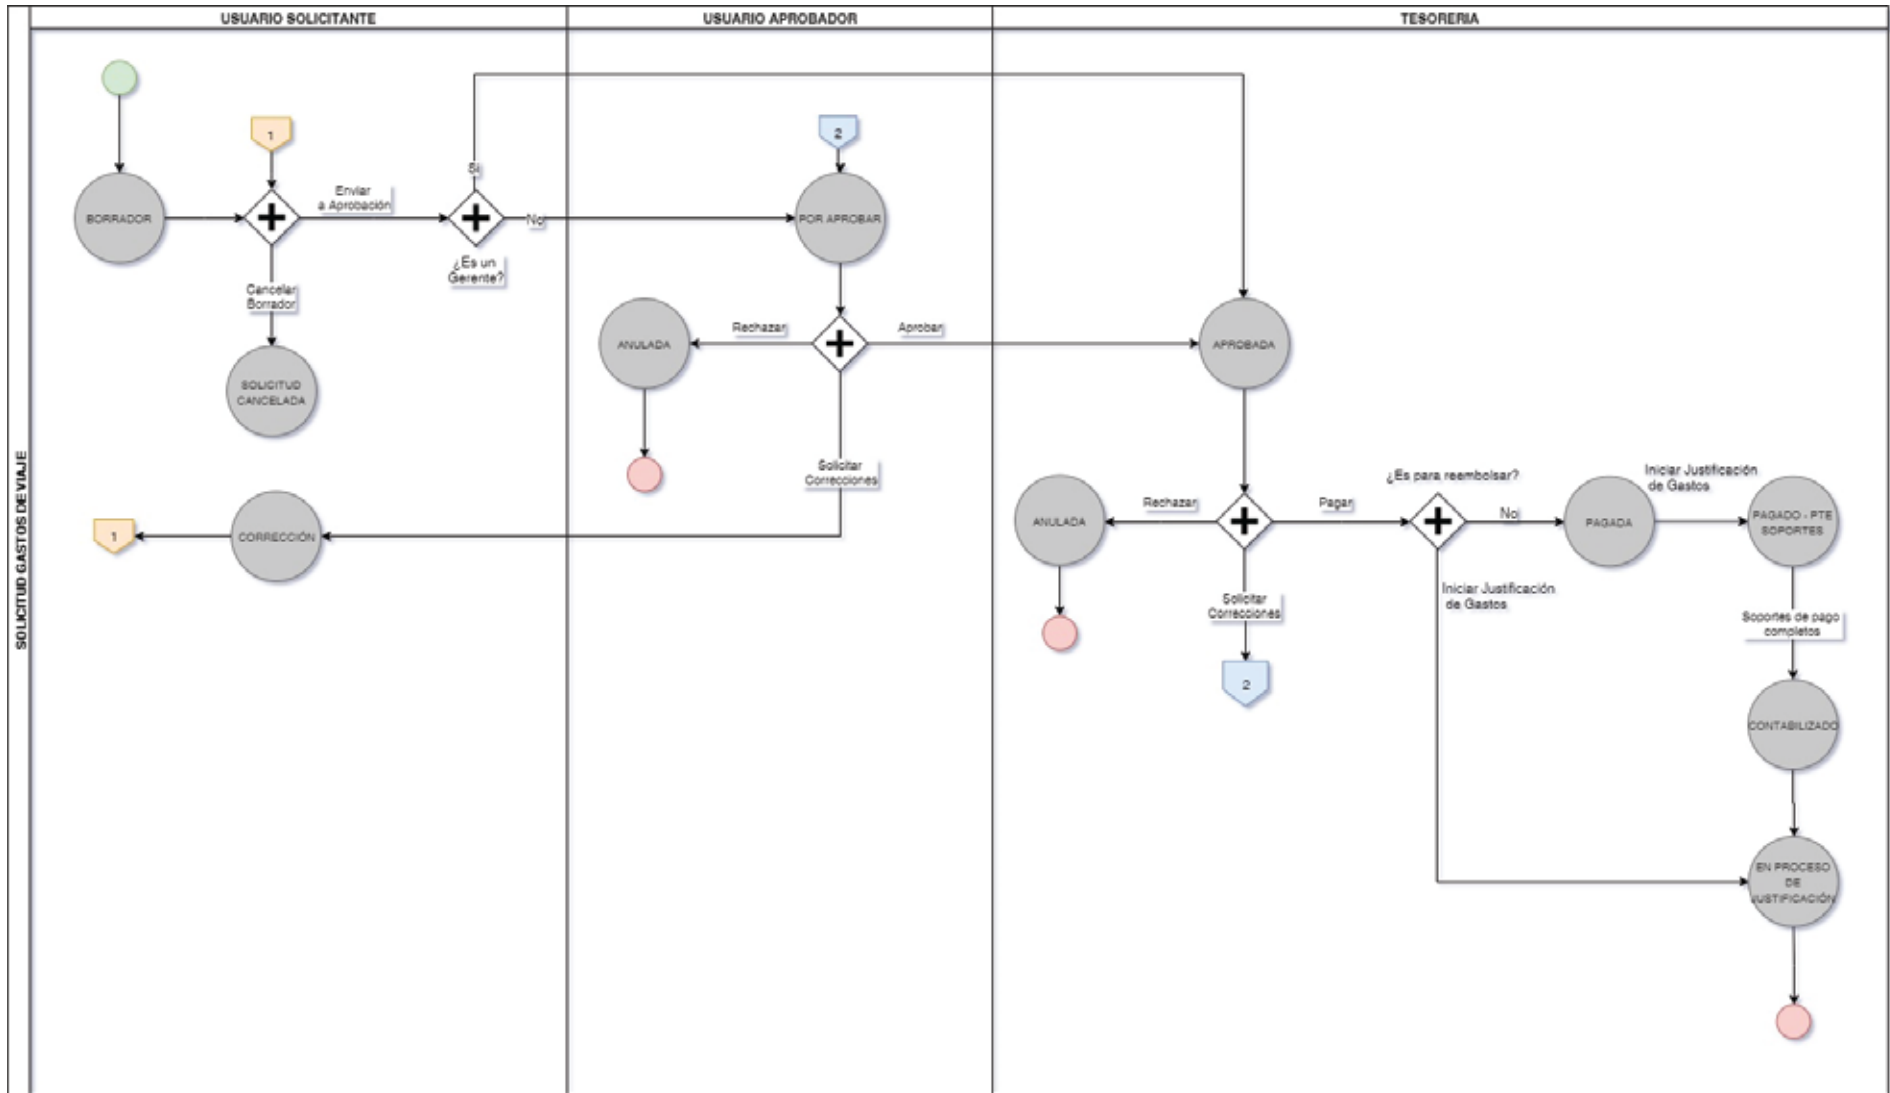 USUARIO SOLICITANTE
USUARIO APROBADOR
TESORERIA
SOLICITUD GASTOS DE VIAJE
1
2
Si
BORRADOR
Enviar
a Aprobación
No
POR APROBAR
¿Es un
Gerente?
Cancelar
Borrador
ANULADA
Rechazar
Aprobar
APROBADA
SOLICITUD
CANCELADA
Solicitar
Correcciones
1
CORRECCIÓN
ANULADA
Rechazar
Pagar
¿Es para reembolsar?
No
PAGADA
Iniciar Justificación
de Gastos
PAGADO - PTE
SOPORTES
Solicitar
Correcciones
Iniciar Justificación
de Gastos
Soportes de pago
completos
2
CONTABILIZADO
EN PROCESO
DE
JUSTIFICACIÓN